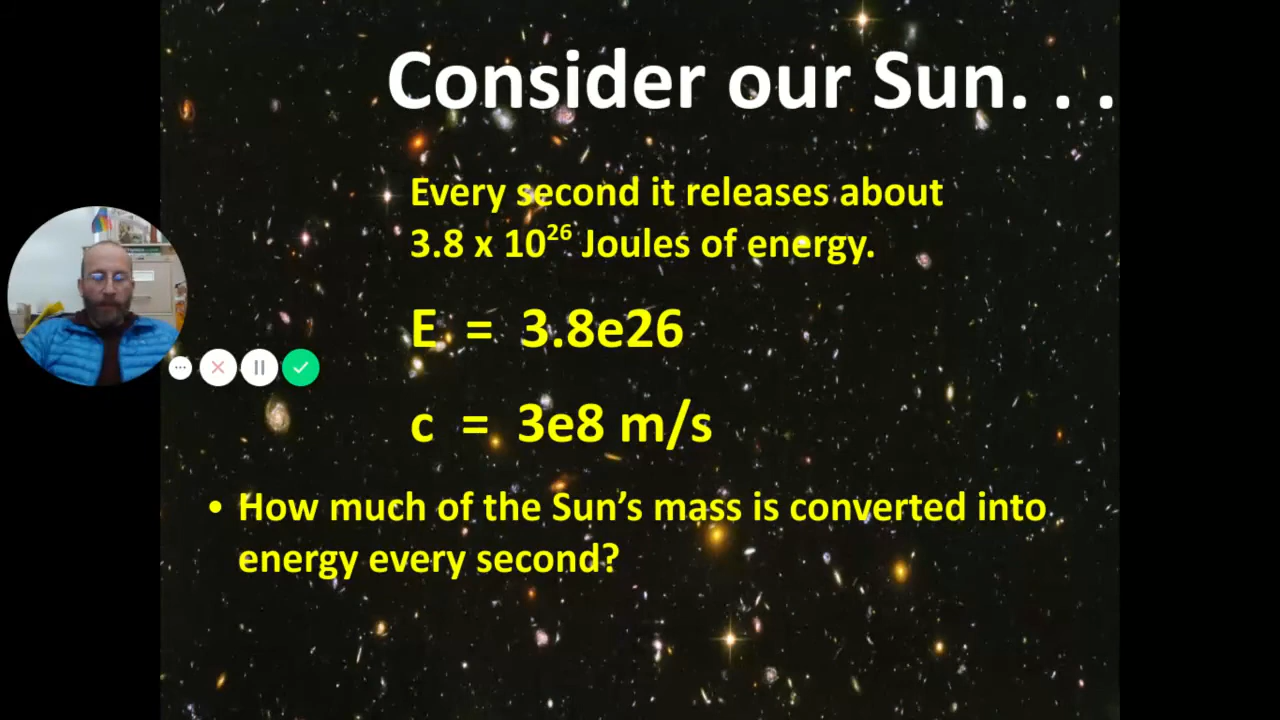 Consider our Sun. . .
Every second it releases about
3.8 x 10²⁶ Joules of energy.
E = 3.8e26
c = 3e8 m/s
• How much of the Sun’s mass is converted into
energy every second?